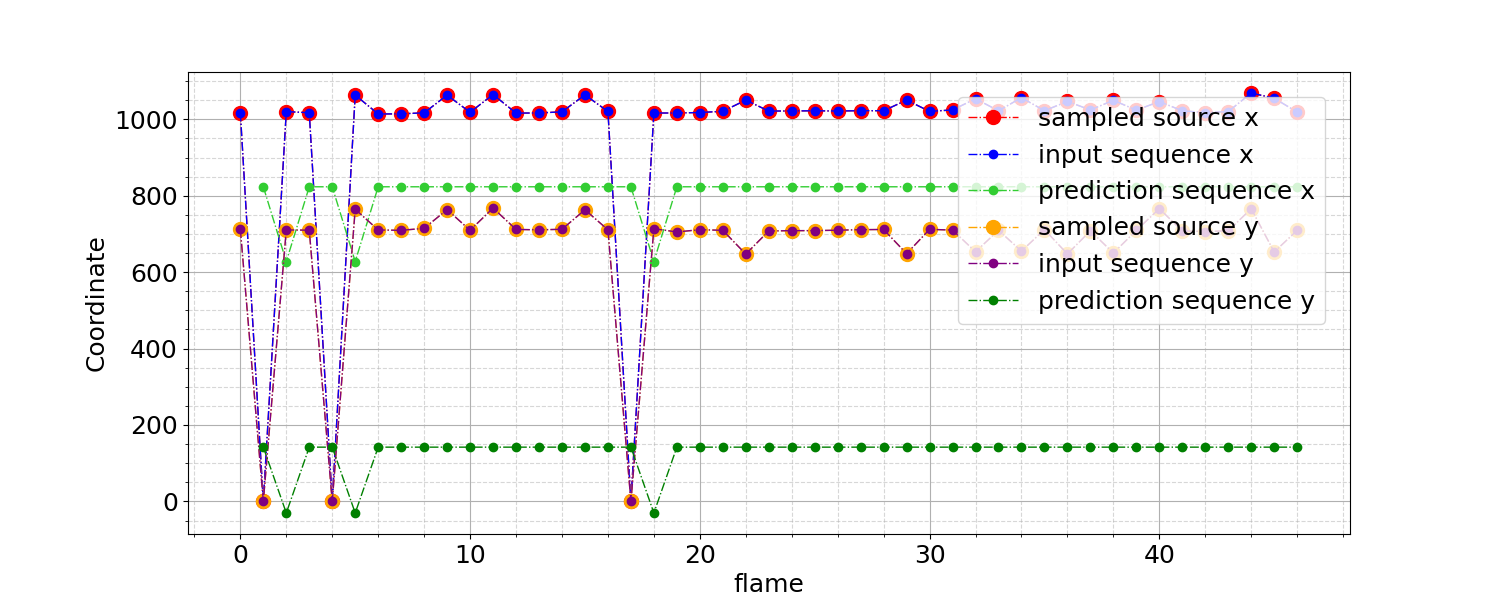 Coordinate
1000
800
600
400
200
0
sampled source x
input sequence x
prediction sequence x
sampled source y
input sequence y
prediction sequence y
0 10 20 30 40
flame